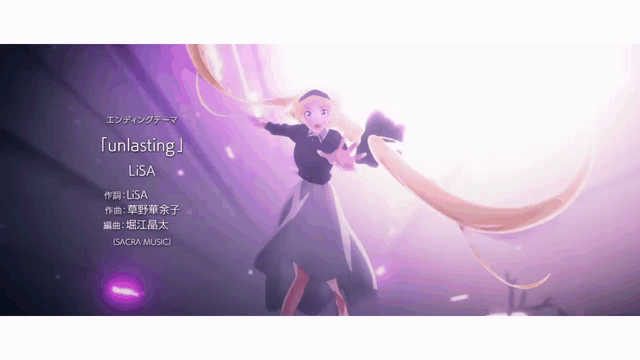 エンディングテーマ
「unlasting」
LiSA
作詞：LiSA
作曲：草野華余子
編曲：堀江晶太
(SACRA MUSIC)